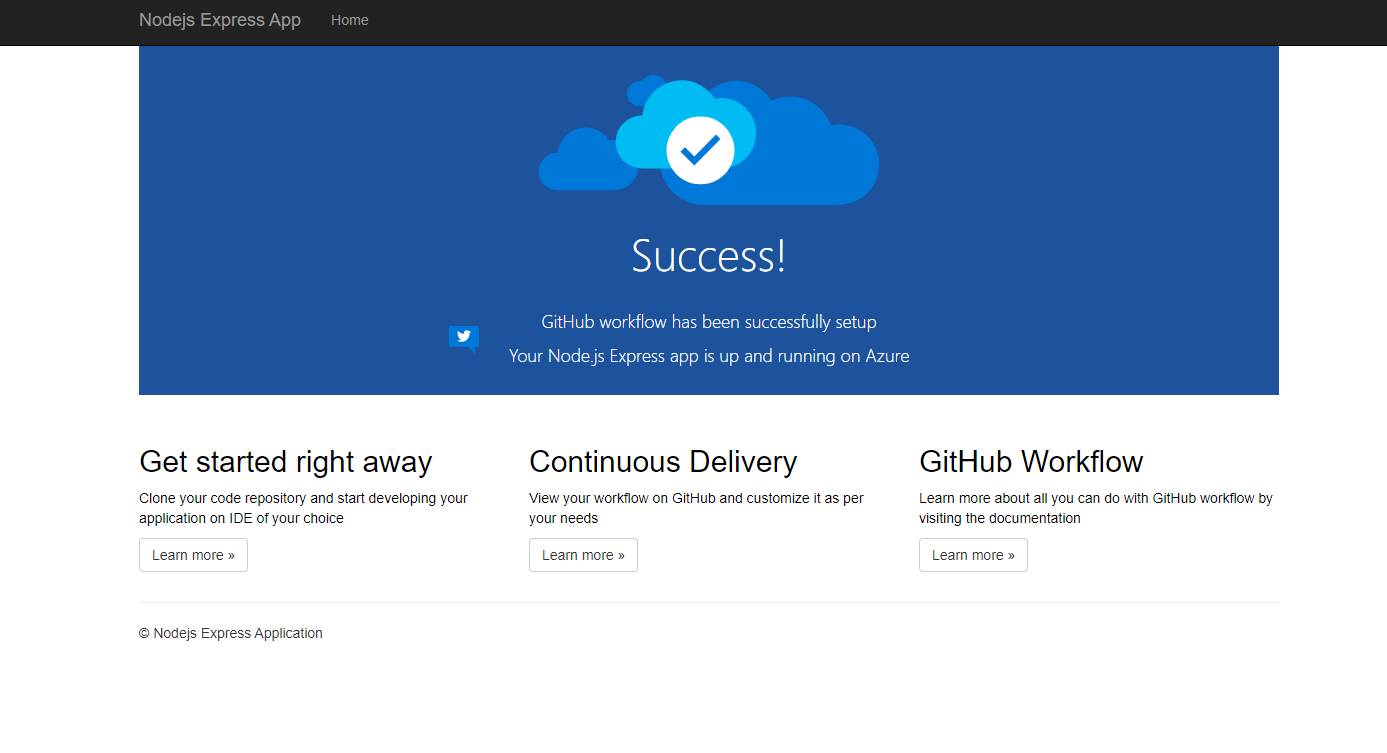 Nodejs Express App
Home
Success!
GitHub workflow has been successfully setup
Your Node.js Express app is up and running on Azure
Get started right away
Clone your code repository and start developing your
application on IDE of your choice
Learn more »
Continuous Delivery
View your workflow on GitHub and customize it as per
your needs
Learn more »
GitHub Workflow
Learn more about all you can do with GitHub workflow by
visiting the documentation
Learn more »
© Nodejs Express Application